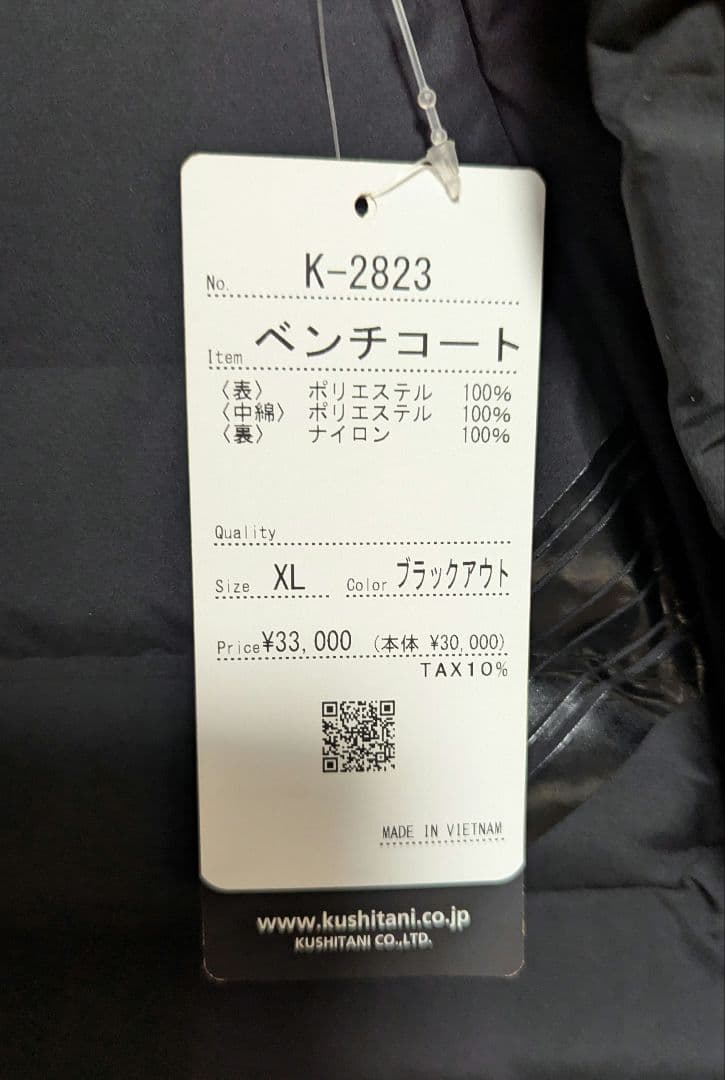 No. K-2823
Item ベンチコート
〈表〉 ポリエステル 100%
〈中綿〉 ポリエステル 100%
〈裏〉 ナイロン 100%
Quality
Size XL Color ブラックアウト
Price ¥33,000 (本体 ¥30,000)
TAX10%
MADE IN VIETNAM
www.kushitani.co.jp
KUSHITANI CO.,LTD.